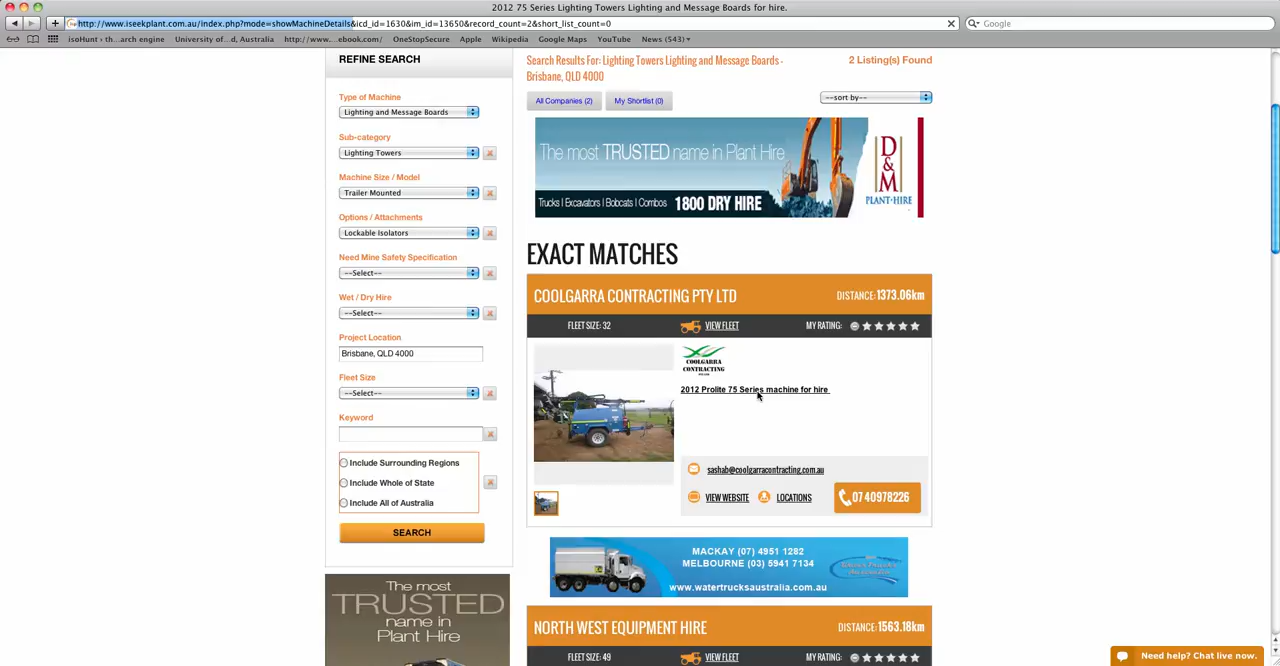 2012 75 Series Lighting Towers Lighting and Message Boards for hire.
http://www.iseekplant.com.au/index.php?mode=showMachineDetails&icd_id=1630&im_id=13650&record_count=2&short_list_count=0
Google
isoHunt › th...arch engine University of...d, Australia http://www....ebook.com/ OneStopSecure Apple Wikipedia Google Maps YouTube News (543)
REFINE SEARCH
Type of Machine
Lighting and Message Boards
Sub-category
Lighting Towers
Machine Size / Model
Trailer Mounted
Options / Attachments
Lockable Isolators
Need Mine Safety Specification
--Select--
Wet / Dry Hire
--Select--
Project Location
Brisbane, QLD 4000
Fleet Size
--Select--
Keyword
Include Surrounding Regions
Include Whole of State
Include All of Australia
SEARCH
The most
TRUSTED
name in
Plant Hire
Search Results For: Lighting Towers Lighting and Message Boards -
Brisbane, QLD 4000
2 Listing(s) Found
All Companies (2) My Shortlist (0)
--sort by--
The most TRUSTED name in Plant Hire
Trucks | Excavators | Bobcats | Combos 1800 DRY HIRE
D
&
M
PLANT·HIRE
EXACT MATCHES
COOLGARRA CONTRACTING PTY LTD DISTANCE: 1373.06km
FLEET SIZE: 32 VIEW FLEET MY RATING:
COOLGARRA
CONTRACTING
2012 Prolite 75 Series machine for hire
sashab@coolgarracontracting.com.au
VIEW WEBSITE LOCATIONS 07 40978226
MACKAY (07) 4951 1282
MELBOURNE (03) 5941 7134
www.watertrucksaustralia.com.au
NORTH WEST EQUIPMENT HIRE DISTANCE: 1563.18km
FLEET SIZE: 49 VIEW FLEET MY RATING:
Need help? Chat live now.